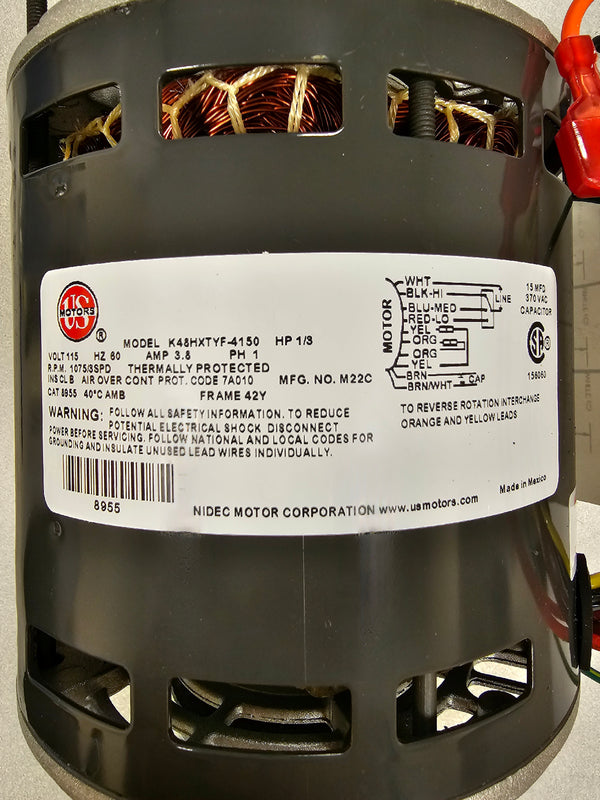 US
MOTORS
®
MODEL K48HXTYF-4150 HP 1/3
VOLT 115 HZ 60 AMP 3.8 PH 1
R.P.M. 1075/3SPD THERMALLY PROTECTED
INS CL B AIR OVER CONT PROT. CODE 7A010 MFG. NO. M22C
CAT 8955 40°C AMB FRAME 42Y
WARNING: FOLLOW ALL SAFETY INFORMATION. TO REDUCE
POTENTIAL ELECTRICAL SHOCK DISCONNECT
POWER BEFORE SERVICING. FOLLOW NATIONAL AND LOCAL CODES FOR
GROUNDING AND INSULATE UNUSED LEAD WIRES INDIVIDUALLY.
8955
NIDEC MOTOR CORPORATION www.usmotors.com
MOTOR
WHT
BLK-HI
BLU-MED
RED-LO
YEL
ORG
ORG
YEL
BRN
BRN/WHT
LINE
CAP
15 MFD
370 VAC
CAPACITOR
SA
®
156060
TO REVERSE ROTATION INTERCHANGE
ORANGE AND YELLOW LEADS
Made in Mexico